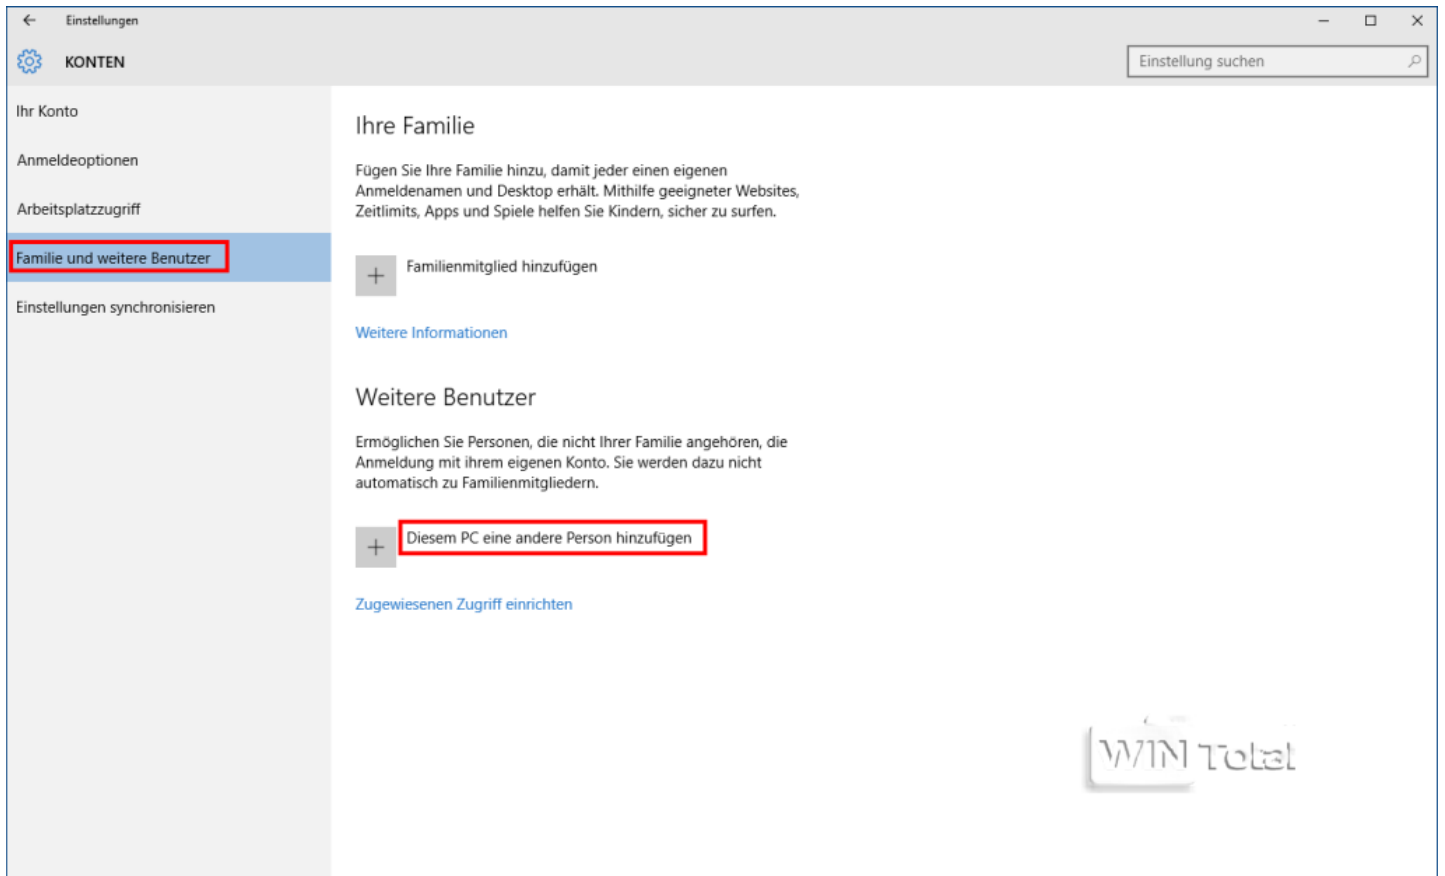 Einstellungen
KONTEN
Einstellung suchen
Ihr Konto
Anmeldeoptionen
Arbeitsplatzzugriff
Familie und weitere Benutzer
Einstellungen synchronisieren
Ihre Familie
Fügen Sie Ihre Familie hinzu, damit jeder einen eigenen
Anmeldenamen und Desktop erhält. Mithilfe geeigneter Websites,
Zeitlimits, Apps und Spiele helfen Sie Kindern, sicher zu surfen.
Familienmitglied hinzufügen
Weitere Informationen
Weitere Benutzer
Ermöglichen Sie Personen, die nicht Ihrer Familie angehören, die
Anmeldung mit ihrem eigenen Konto. Sie werden dazu nicht
automatisch zu Familienmitgliedern.
Diesem PC eine andere Person hinzufügen
Zugewiesenen Zugriff einrichten
WIN Total